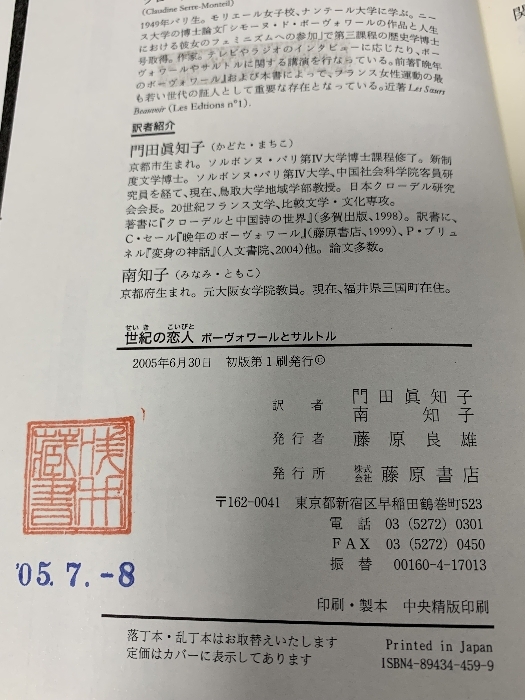 (Claudine Serre-Monteil)
1949年パリ生。モリエール女子校、ナンテール大学に学ぶ。ニー
ス大学の博士論文「シモーヌ・ド・ボーヴォワールの作品と人生
における彼女のフェミニズムへの参加」で第三課程の歴史学博士
号取得。作家。テレビやラジオのインタビューに応じたり、ボー
ヴォワールやサルトルに関する講演を行なっている。前著『晩年
のボーヴォワール』および本書によって、フランス女性運動の最
も若い世代の証人として重要な存在となっている。近著 Les Sœurs
Beauvoir (Les Editions n°1).
訳者紹介
門田眞知子（かどた・まちこ）
京都市生まれ。ソルボンヌ・パリ第Ⅳ大学博士課程修了。新制
度文学博士。ソルボンヌ・パリ第Ⅳ大学、中国社会科学院客員研
究員を経て、現在、鳥取大学地域学部教授。日本クローデル研究
会会長。20世紀フランス文学、比較文学・文化専攻。
著書に『クローデルと中国詩の世界』（多賀出版、1998）。訳書に、
C・セール『晩年のボーヴォワール』（藤原書店、1999）、P・ブリュ
ネル『変身の神話』（人文書院、2004）他。論文多数。
南知子（みなみ・ともこ）
京都府生まれ。元大阪女学院教員。現在、福井県三国町在住。
せいき こいびと
世紀の恋人 ボーヴォワールとサルトル
2005年6月30日 初版第1刷発行©
訳者 門田眞知子
南知子
発行者 藤原良雄
発行所 株式会社 藤原書店
〒162-0041 東京都新宿区早稲田鶴巻町523
電話 03 (5272) 0301
FAX 03 (5272) 0450
振替 00160-4-17013
印刷・製本 中央精版印刷
'05.7.-8
落丁本・乱丁本はお取替えいたします
定価はカバーに表示してあります
Printed in Japan
ISBN4-89434-459-9